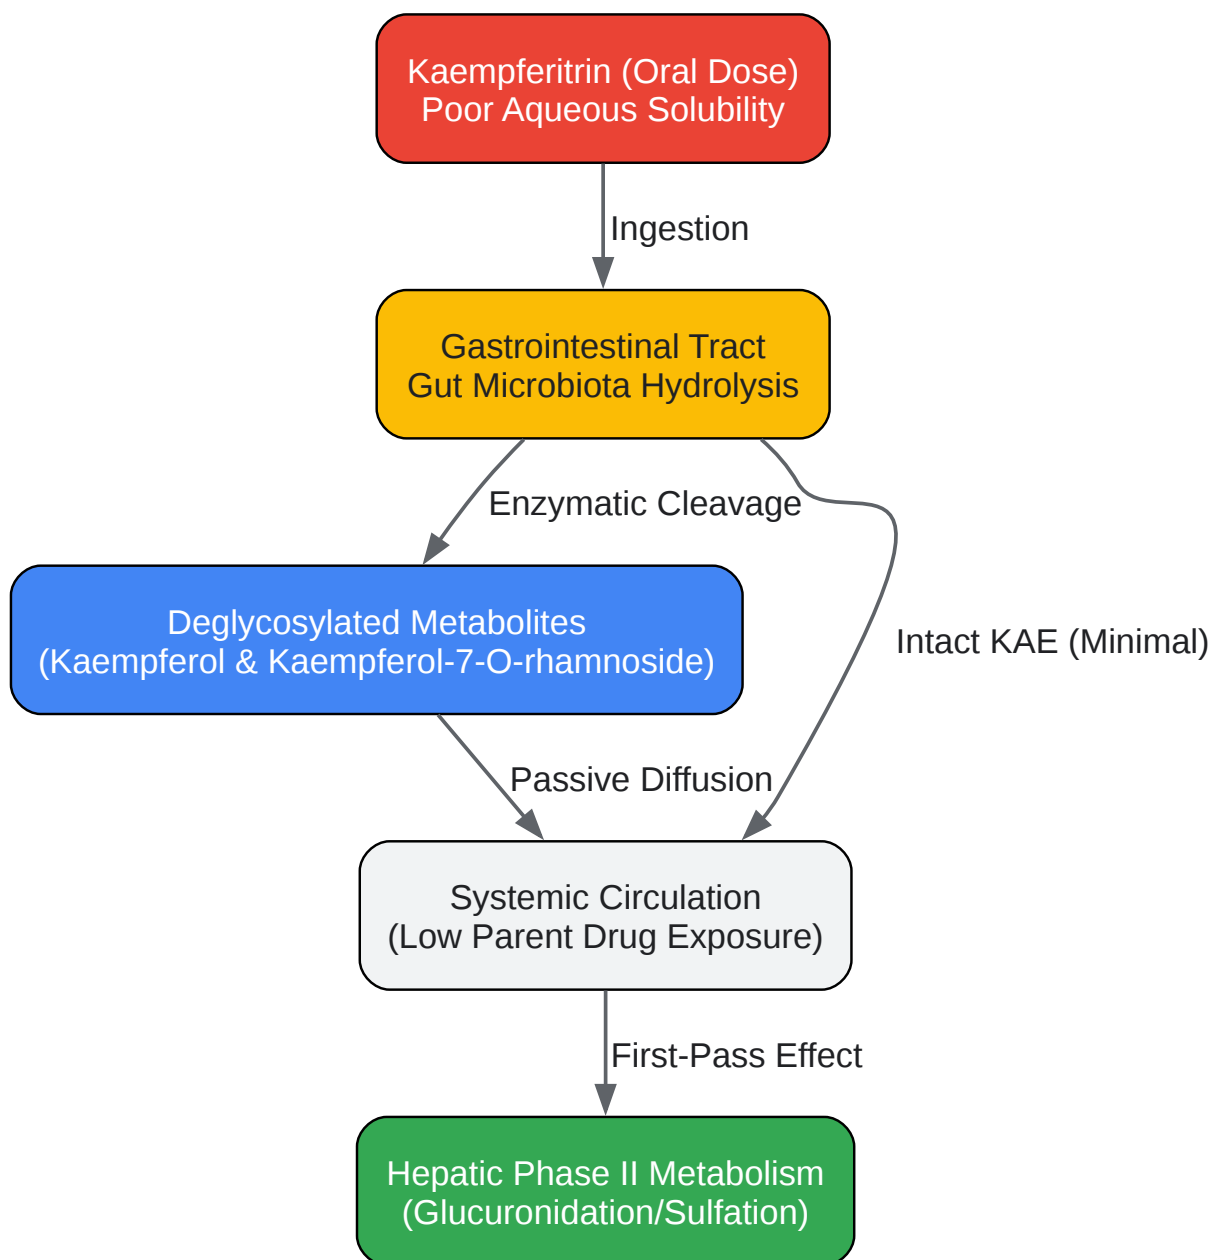 Kaempferitrin (Oral Dose)
Poor Aqueous Solubility
Ingestion
Gastrointestinal Tract
Gut Microbiota Hydrolysis
Enzymatic Cleavage
Deglycosylated Metabolites
(Kaempferol & Kaempferol-7-O-rhamnoside)
Intact KAE (Minimal)
Passive Diffusion
Systemic Circulation
(Low Parent Drug Exposure)
First-Pass Effect
Hepatic Phase II Metabolism
(Glucuronidation/Sulfation)